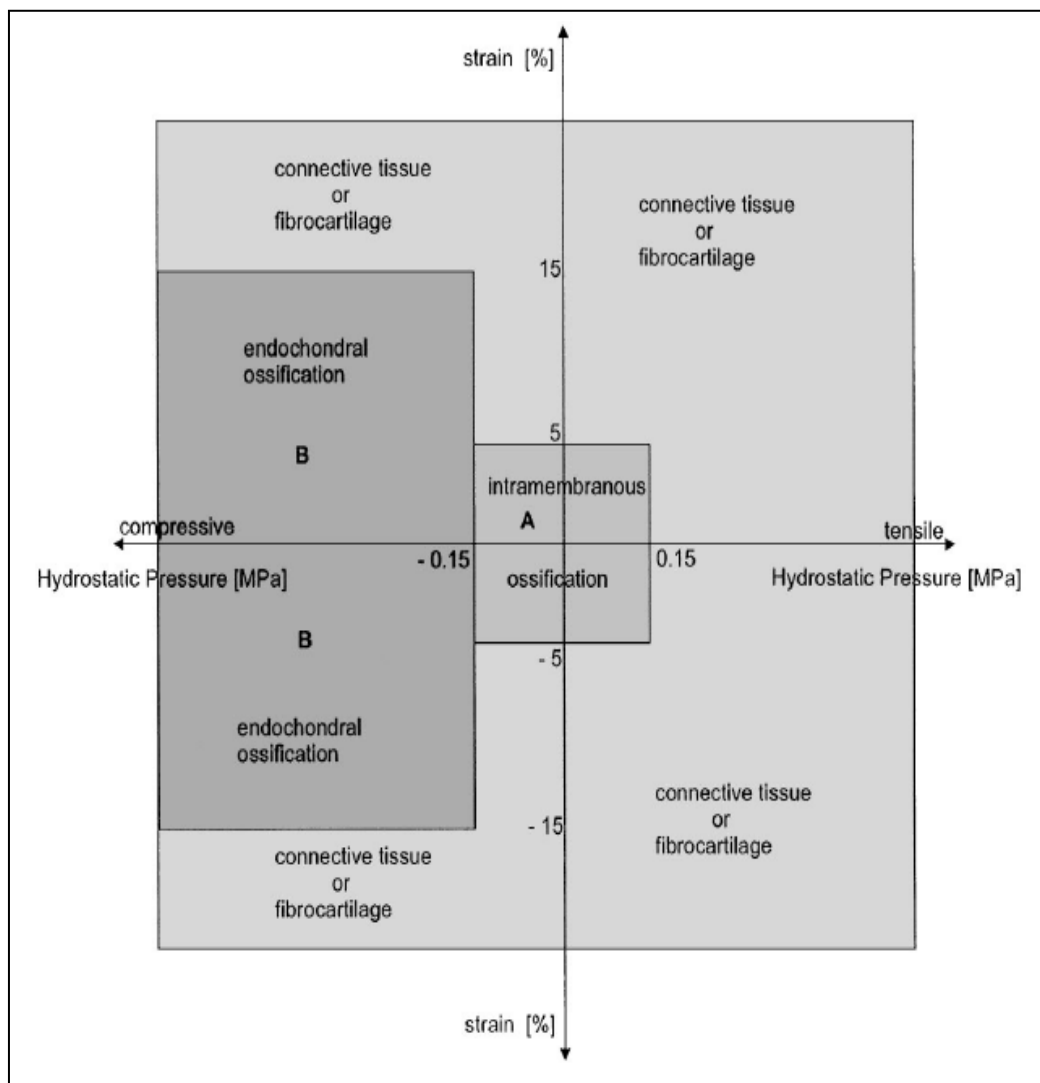 strain [%]
connective tissue
or
fibrocartilage
connective tissue
or
fibrocartilage
15
endochondral
ossification
5
B
intramembranous
A
compressive
tensile
- 0.15
0.15
Hydrostatic Pressure [MPa]
ossification
Hydrostatic Pressure [MPa]
B
- 5
endochondral
ossification
connective tissue
or
fibrocartilage
- 15
connective tissue
or
fibrocartilage
strain [%]